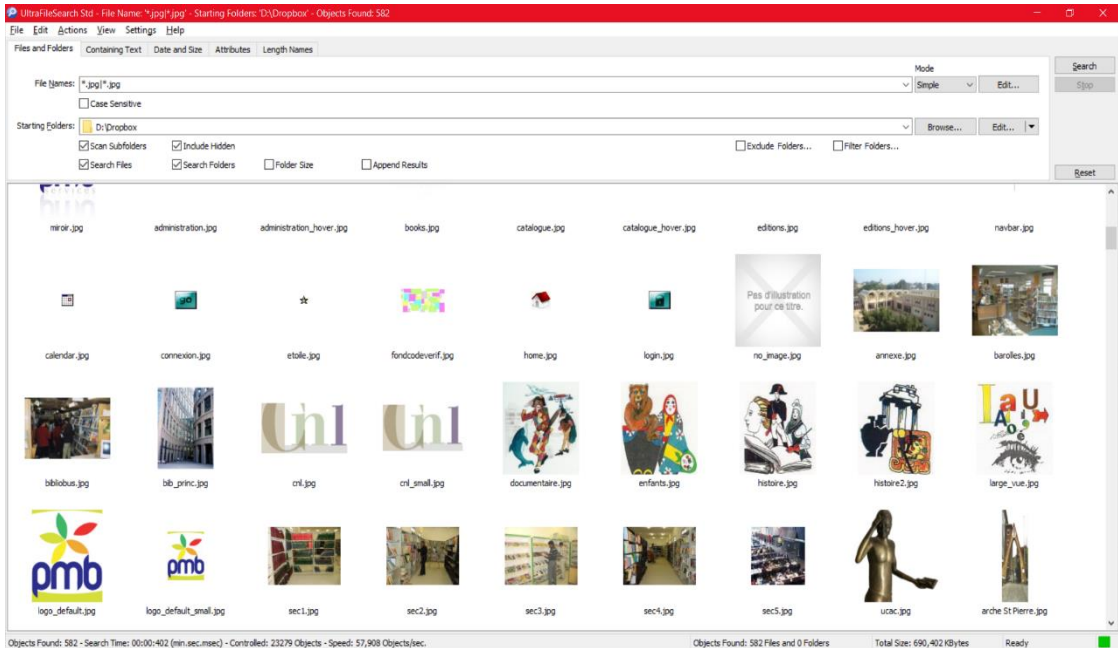 UltraFileSearch Std - File Name: '*.jpg|*.jpg' - Starting Folders: 'D:\Dropbox' - Objects Found: 582
File Edit Actions View Settings Help
Files and Folders Containing Text Date and Size Attributes Length Names
Mode
Search
File Names: *.jpg|*.jpg Simple Edit... Stop
Case Sensitive
Starting Folders: D:\Dropbox Browse... Edit...
Scan Subfolders Include Hidden Exclude Folders... Filter Folders...
Search Files Search Folders Folder Size Append Results
Reset
services
miroir.jpg administration.jpg administration_hover.jpg books.jpg catalogue.jpg catalogue_hover.jpg editions.jpg editions_hover.jpg navbar.jpg
go
Pas d'illustration
pour ce titre.
calendar.jpg connexion.jpg etoile.jpg fondcodeverif.jpg home.jpg login.jpg no_image.jpg annexe.jpg barolles.jpg
Cnl Cnl
bibliobus.jpg bib_princ.jpg cnl.jpg cnl_small.jpg documentaire.jpg enfants.jpg histoire.jpg histoire2.jpg large_vue.jpg
pmb pmb
logo_default.jpg logo_default_small.jpg sec1.jpg sec2.jpg sec3.jpg sec4.jpg sec5.jpg ucac.jpg arche St Pierre.jpg
Objects Found: 582 - Search Time: 00:00:402 (min.sec.msec) - Controlled: 23279 Objects - Speed: 57,908 Objects/sec. Objects Found: 582 Files and 0 Folders Total Size: 690,402 KBytes Ready